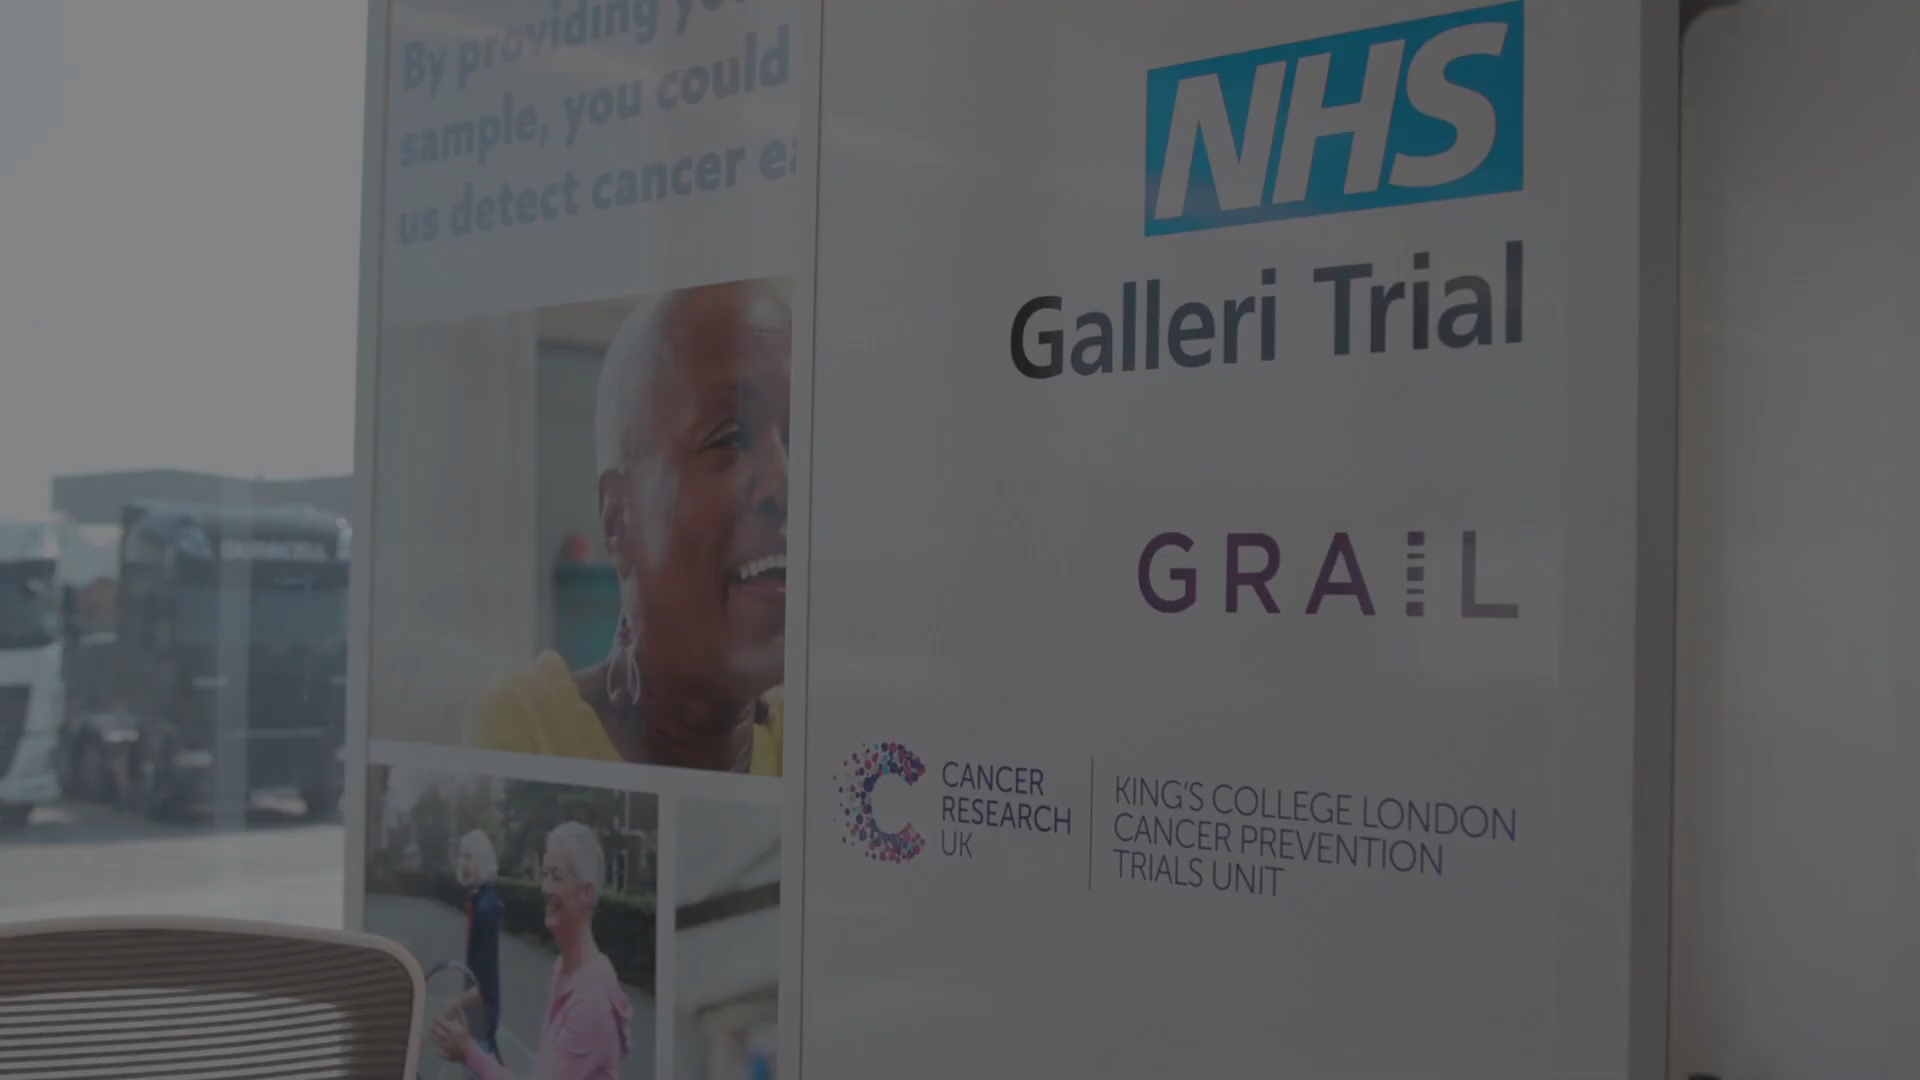 By providing
sample, you could
us detect cancer
NHS
Galleri Trial
GRAIL
CANCER
RESEARCH
UK
KING'S COLLEGE LONDON
CANCER PREVENTION
TRIALS UNIT